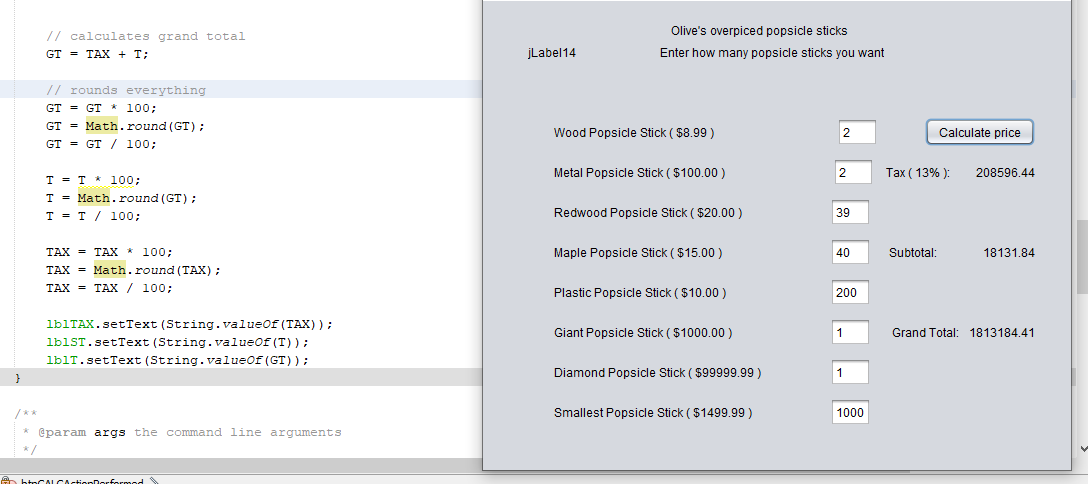 // calculates grand total
GT = TAX + T;
// rounds everything
GT = GT * 100;
GT = Math.round(GT);
GT = GT / 100;
T = T * 100;
T = Math.round(GT);
T = T / 100;
TAX = TAX * 100;
TAX = Math.round(TAX);
TAX = TAX / 100;
lblTAX.setText(String.valueOf(TAX));
lblST.setText(String.valueOf(T));
lblT.setText(String.valueOf(GT));
}
/**
* @param args the command line arguments
*/
btnCALCActionPerformed
Olive's overpiced popsicle sticks
jLabel14 Enter how many popsicle sticks you want
Wood Popsicle Stick ( $8.99 ) 2 Calculate price
Metal Popsicle Stick ( $100.00 ) 2 Tax ( 13% ): 208596.44
Redwood Popsicle Stick ( $20.00 ) 39
Maple Popsicle Stick ( $15.00 ) 40 Subtotal: 18131.84
Plastic Popsicle Stick ( $10.00 ) 200
Giant Popsicle Stick ( $1000.00 ) 1 Grand Total: 1813184.41
Diamond Popsicle Stick ( $99999.99 ) 1
Smallest Popsicle Stick ( $1499.99 ) 1000